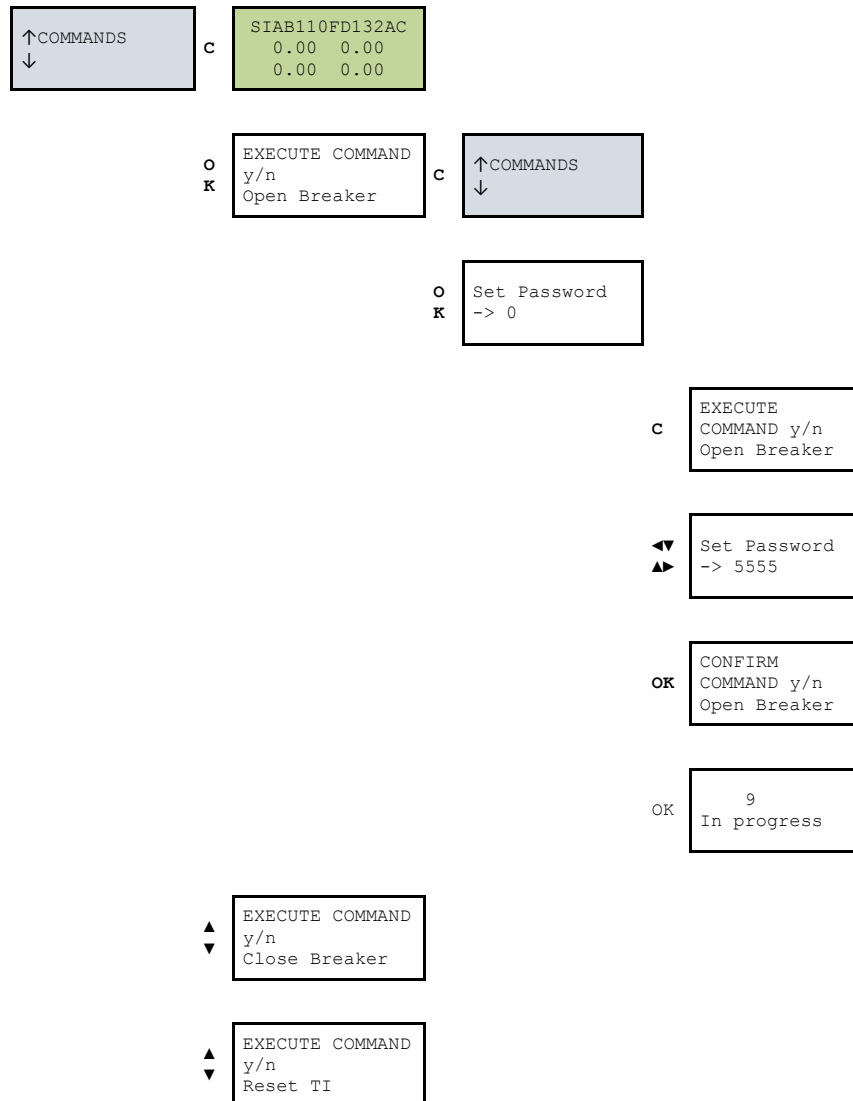 ↑COMMANDS
↓
C
SIAB110FD132AC
0.00 0.00
0.00 0.00
O
K
EXECUTE COMMAND
y/n
Open Breaker
C
↑COMMANDS
↓
O
K
Set Password
-> 0
C
EXECUTE
COMMAND y/n
Open Breaker
◄▼
▲►
Set Password
-> 5555
OK
CONFIRM
COMMAND y/n
Open Breaker
OK
9
In progress
▲
▼
EXECUTE COMMAND
y/n
Close Breaker
▲
▼
EXECUTE COMMAND
y/n
Reset TI